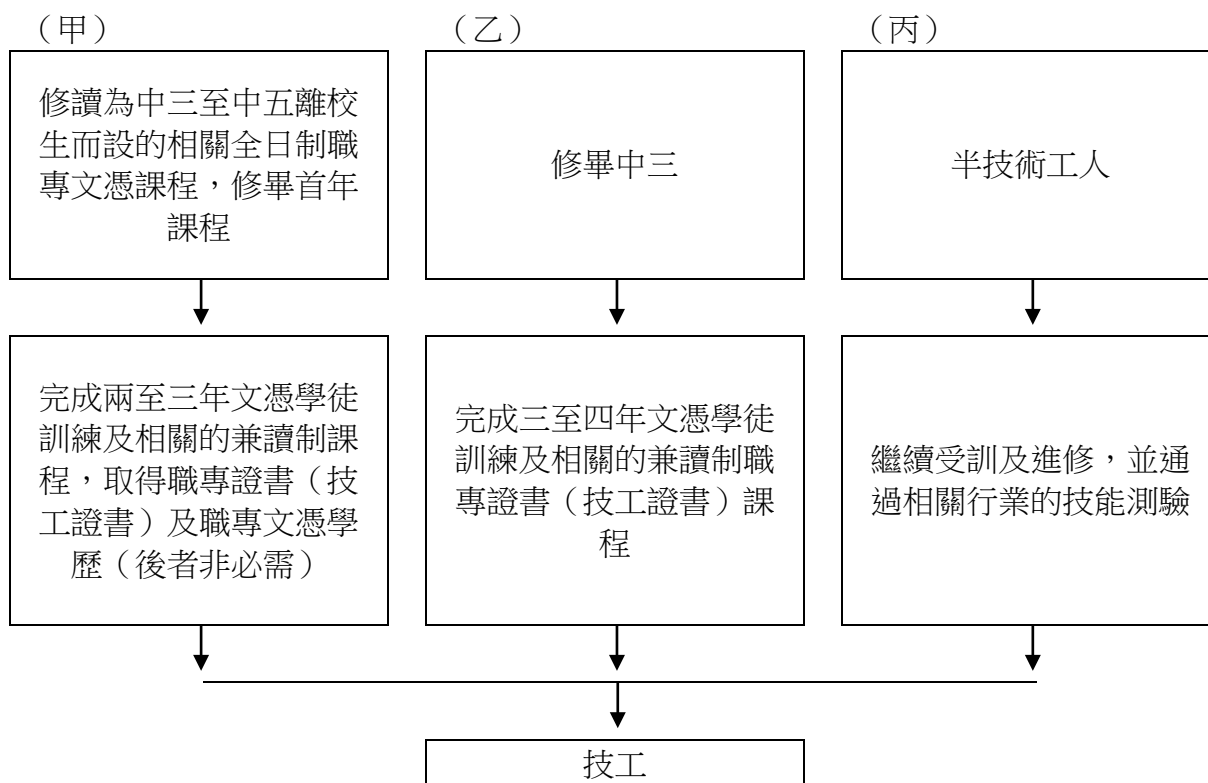 （甲）
修讀為中三至中五離校
生而設的相關全日制職
專文憑課程，修畢首年
課程
完成兩至三年文憑學徒
訓練及相關的兼讀制課
程，取得職專證書（技
工證書）及職專文憑學
歷（後者非必需）
（乙）
修畢中三
完成三至四年文憑學徒
訓練及相關的兼讀制職
專證書（技工證書）課
程
（丙）
半技術工人
繼續受訓及進修，並通
過相關行業的技能測驗
技工